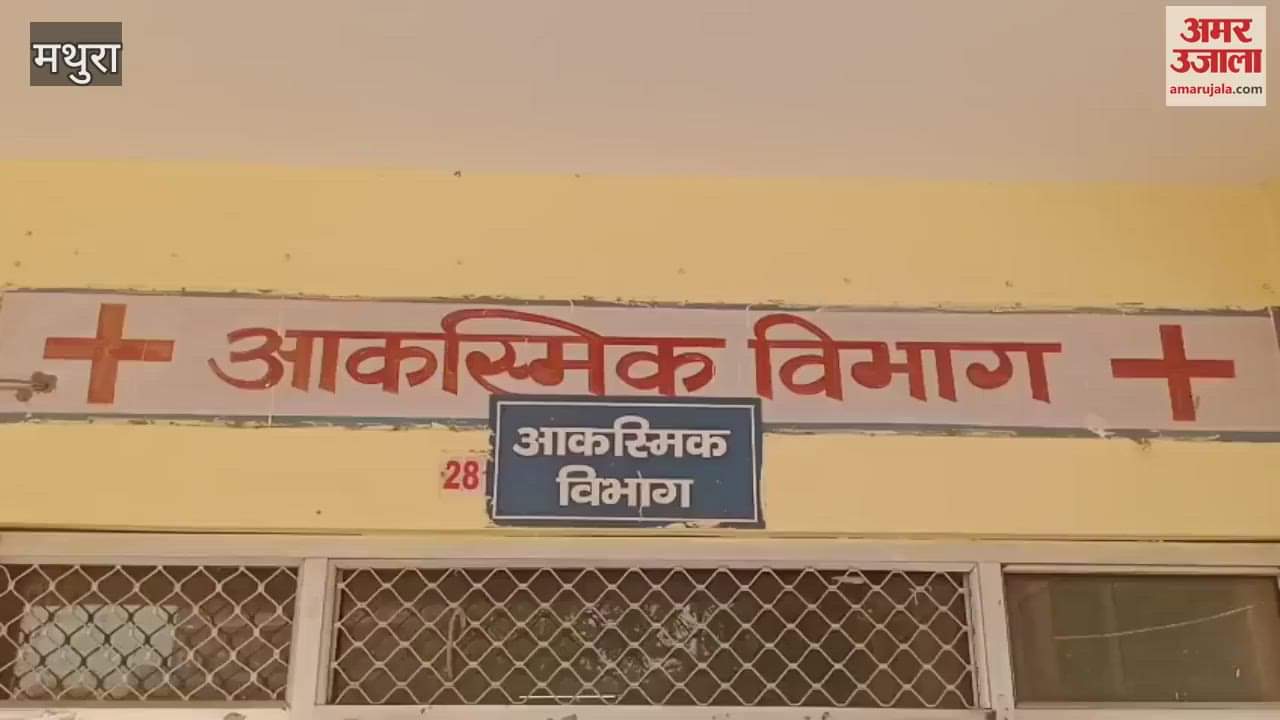 मथुरा
अमर
उजाला
amarujala.com
आकस्मिक विभाग
28
आकस्मिक
विभाग